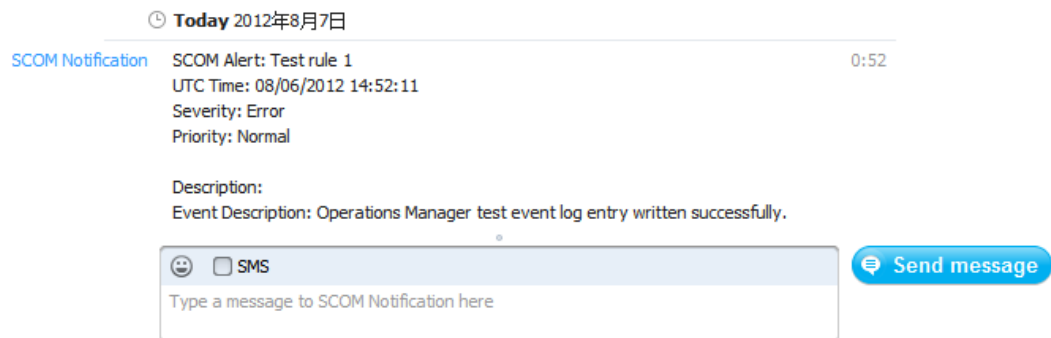 Today 2012年8月7日
SCOM Notification SCOM Alert: Test rule 1 0:52
UTC Time: 08/06/2012 14:52:11
Severity: Error
Priority: Normal
Description:
Event Description: Operations Manager test event log entry written successfully.
SMS
Send message
Type a message to SCOM Notification here